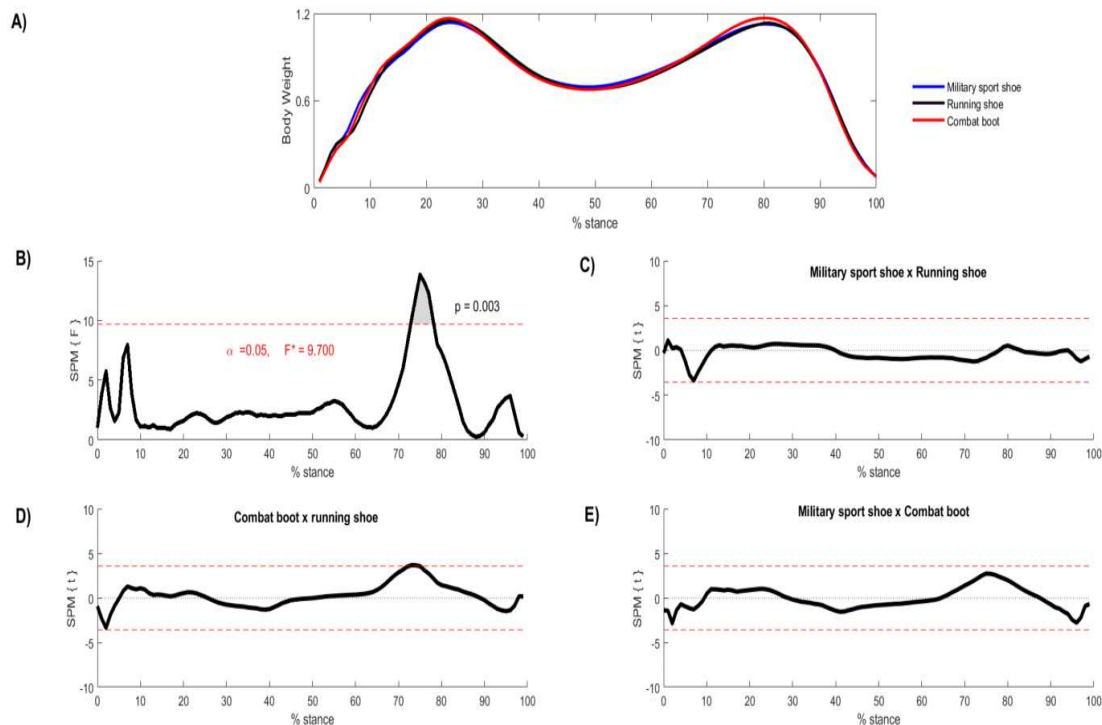 A)
1.2
0.6
0
Body Weight
0 10 20 30 40 50 60 70 80 90 100
% stance
Military sport shoe
Running shoe
Combat boot
B)
15
10
5
0
SPM { F }
p = 0.003
α =0.05, F* = 9.700
0 10 20 30 40 50 60 70 80 90 100
% stance
C)
Military sport shoe x Running shoe
10
5
0
-5
-10
SPM { t }
0 10 20 30 40 50 60 70 80 90 100
% stance
D)
Combat boot x running shoe
10
5
0
-5
-10
SPM { t }
0 10 20 30 40 50 60 70 80 90 100
% stance
E)
Military sport shoe x Combat boot
10
5
0
-5
-10
SPM { t }
0 10 20 30 40 50 60 70 80 90 100
% stance